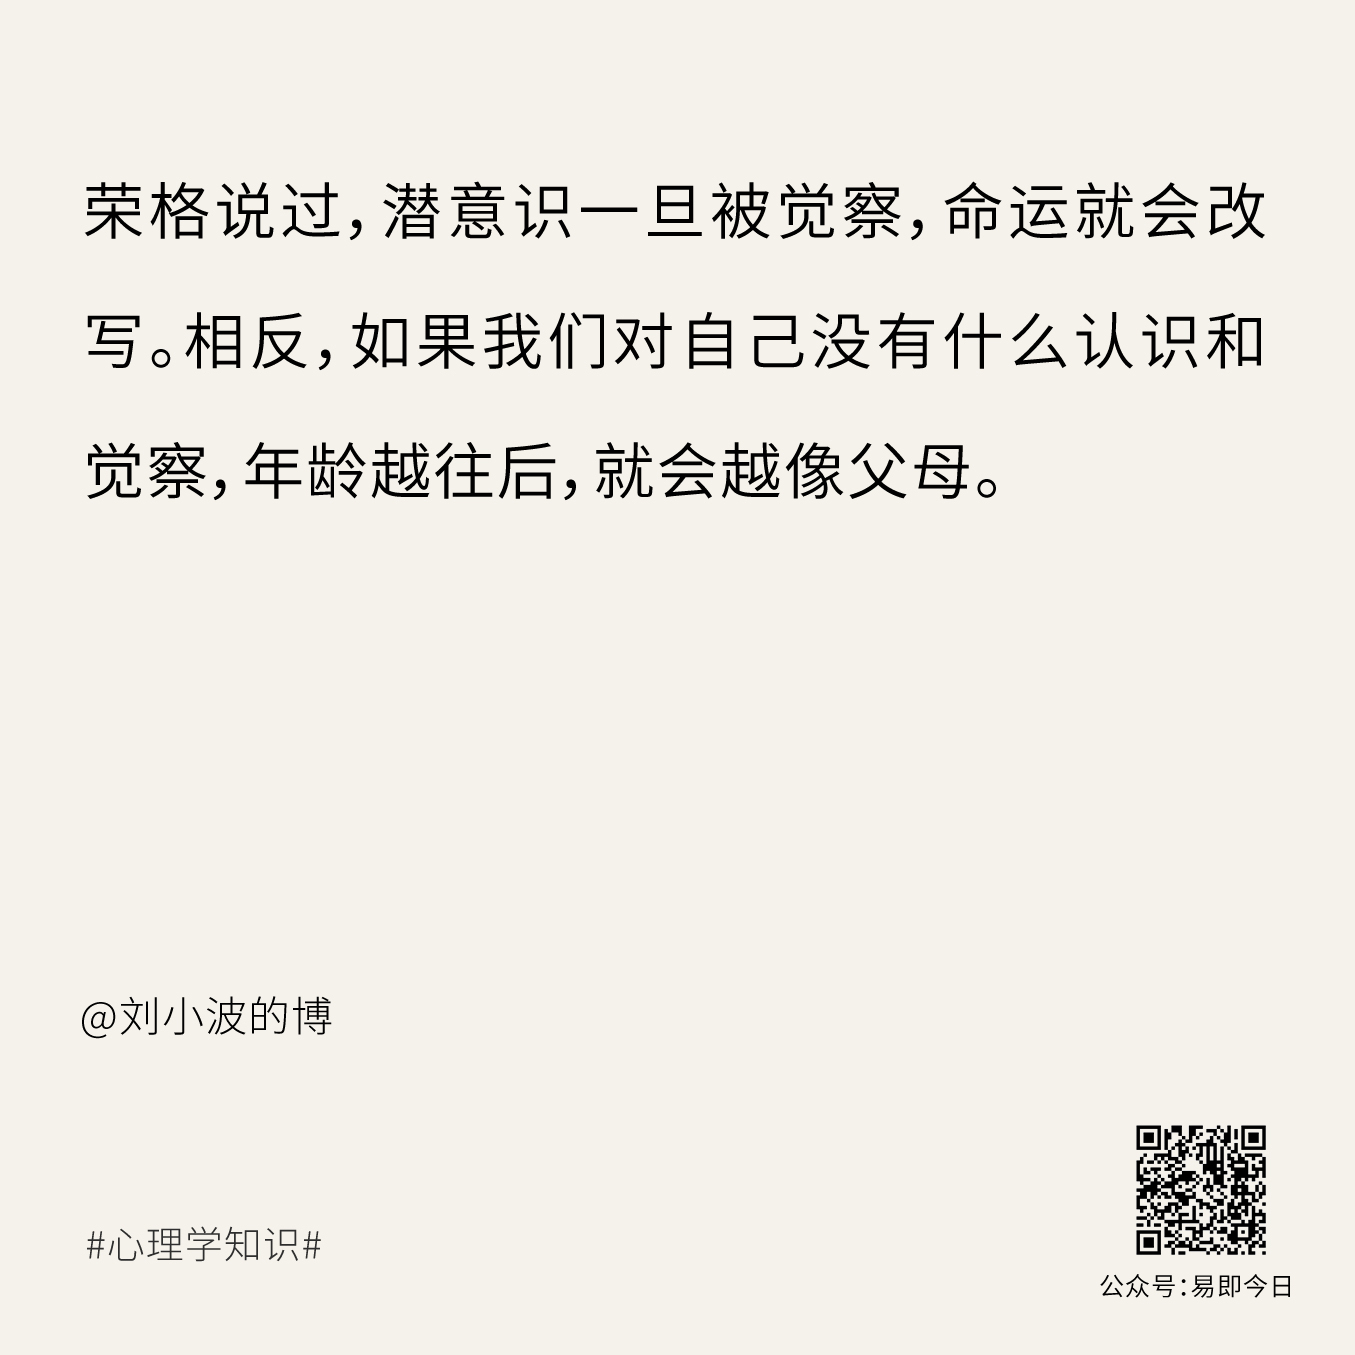 荣格说过，潜意识一旦被觉察，命运就会改
写。相反，如果我们对自己没有什么认识和
觉察，年龄越往后，就会越像父母。
@刘小波的博
#心理学知识#
公众号：易即今日